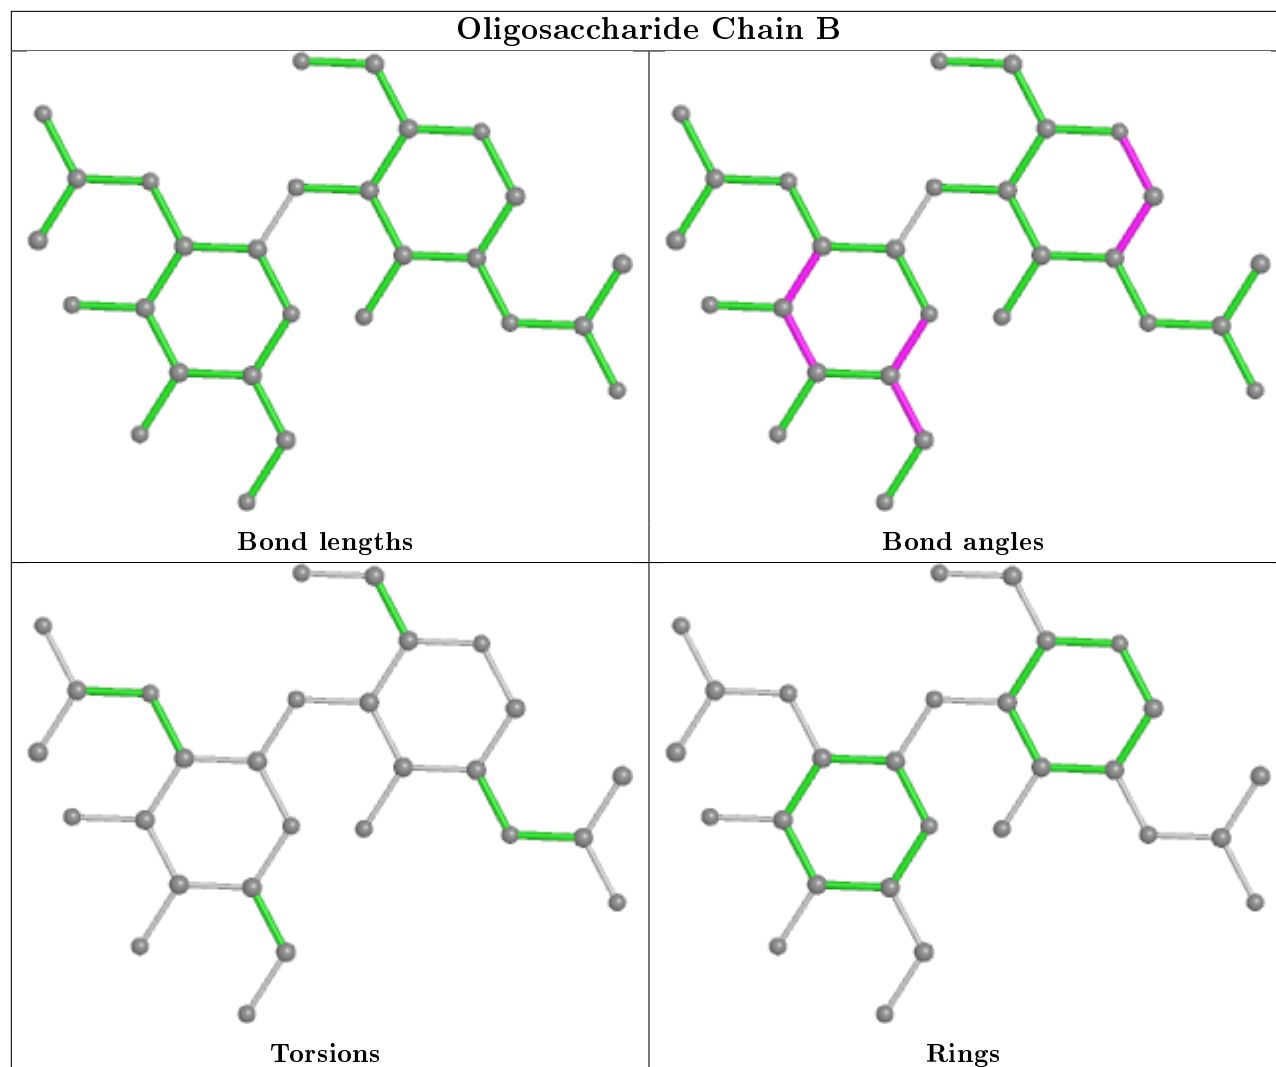 Oligosaccharide Chain B
Bond lengths
Bond angles
Torsions
Rings